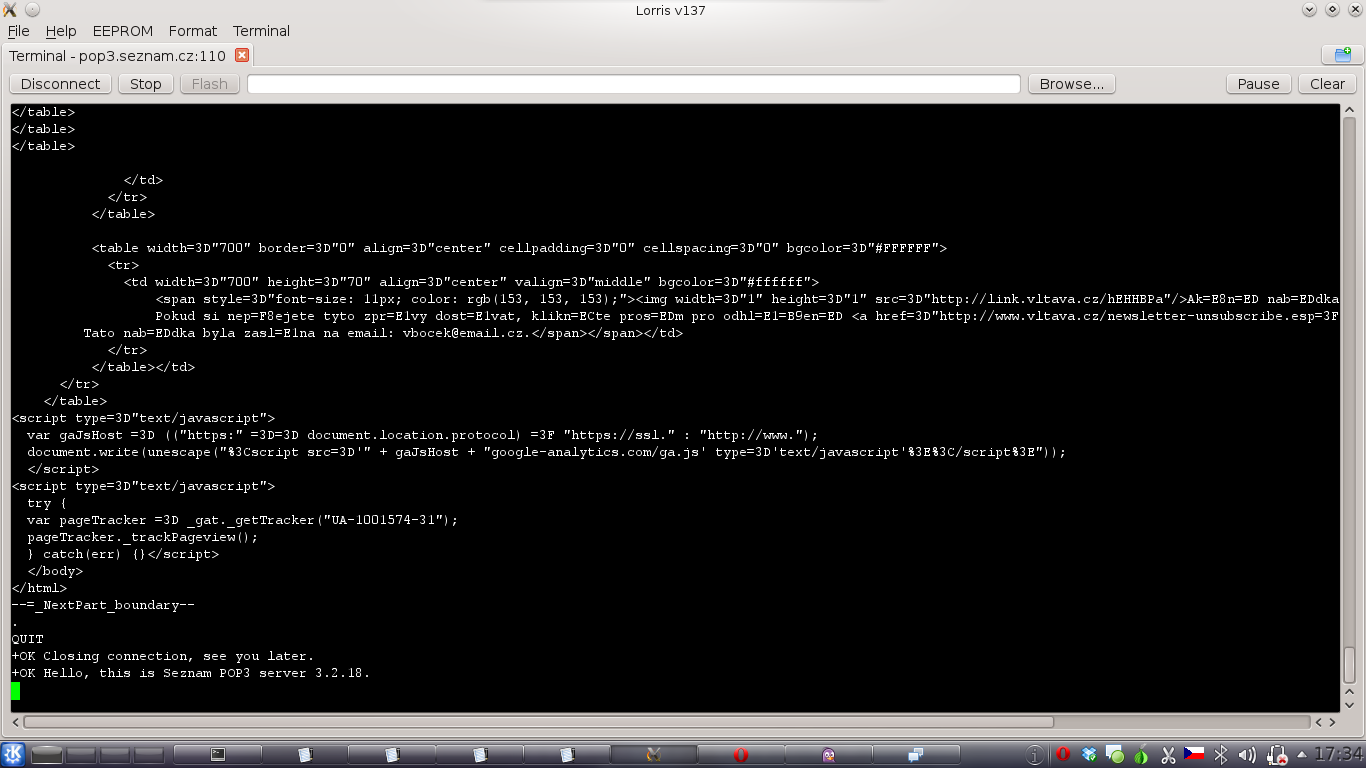 Lorris v137
File Help EEPROM Format Terminal
Terminal - pop3.seznam.cz:110
Disconnect Stop Flash Browse... Pause Clear
</table>
</table>
</table>
</td>
</tr>
</table>
<table width=3D"700" border=3D"0" align=3D"center" cellpadding=3D"0" cellspacing=3D"0" bgcolor=3D"#FFFFFF">
<tr>
<td width=3D"700" height=3D"70" align=3D"center" valign=3D"middle" bgcolor=3D"#ffffff">
<span style=3D"font-size: 11px; color: rgb(153, 153, 153);"><img width=3D"1" height=3D"1" src=3D"http://link.vltava.cz/hEHHBPa"/>Ak=E8n=ED nab=EDdka
Pokud si nep=F8ejete tyto zpr=E1vy dost=E1vat, klikn=ECte pros=EDm pro odhl=E1=B9en=ED <a href=3D"http://www.vltava.cz/newsletter-unsubscribe.esp=3F
Tato nab=EDdka byla zasl=E1na na email: vbocek@email.cz.</span></span></td>
</tr>
</table></td>
</tr>
</table>
<script type=3D"text/javascript">
var gaJsHost =3D (("https:" =3D=3D document.location.protocol) =3F "https://ssl." : "http://www.");
document.write(unescape("%3Cscript src=3D'" + gaJsHost + "google-analytics.com/ga.js' type=3D'text/javascript'%3E%3C/script%3E"));
</script>
<script type=3D"text/javascript">
try {
var pageTracker =3D _gat._getTracker("UA-1001574-31");
pageTracker._trackPageview();
} catch(err) {}</script>
</body>
</html>
--=_NextPart_boundary--
.
QUIT
+OK Closing connection, see you later.
+OK Hello, this is Seznam POP3 server 3.2.18.
17:34